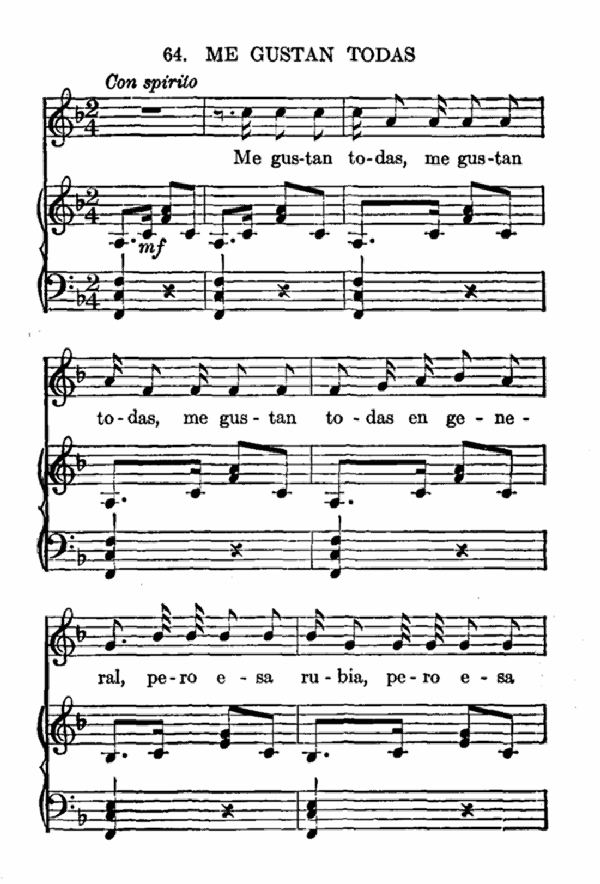 64. ME GUSTAN TODAS
Con spirito
Me gus-tan to-das, me gus-tan
mf
to-das, me gus-tan to-das en ge-ne-
ral, pe-ro e-sa ru-bia, pe-ro e-sa